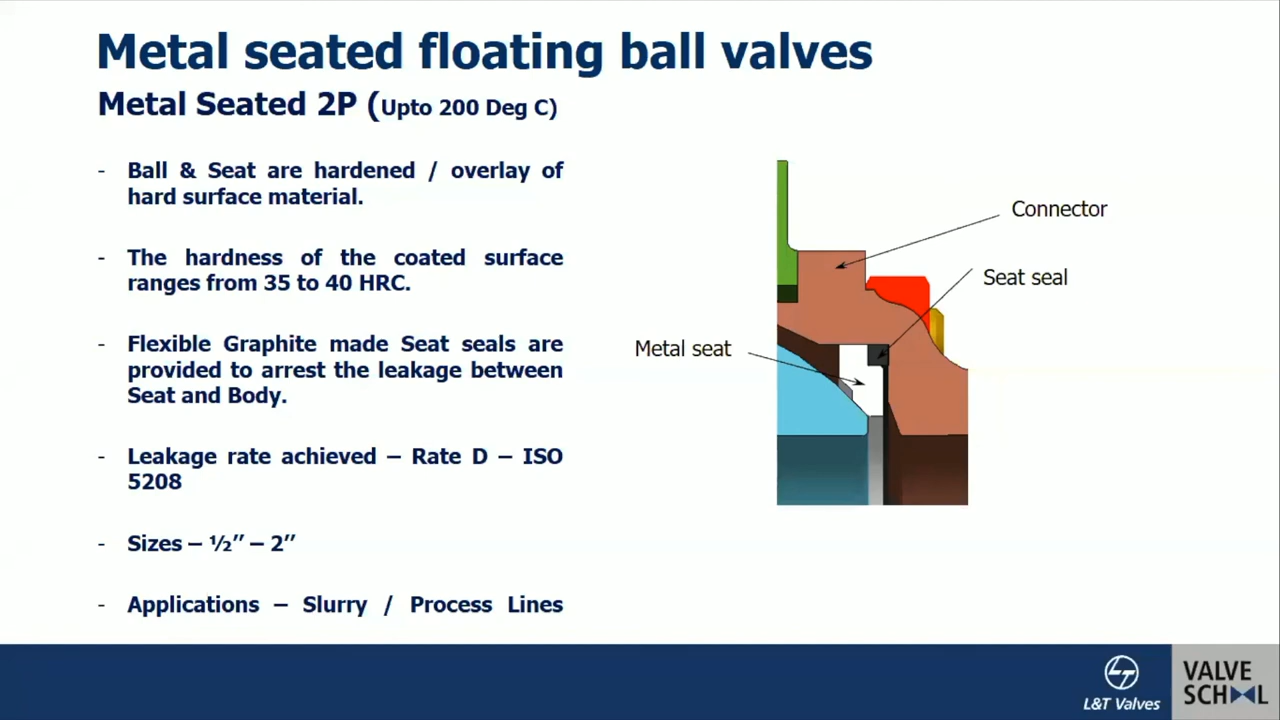 Metal seated floating ball valves
Metal Seated 2P (Upto 200 Deg C)
- Ball & Seat are hardened / overlay of
hard surface material.
- The hardness of the coated surface
ranges from 35 to 40 HRC.
- Flexible Graphite made Seat seals are
provided to arrest the leakage between
Seat and Body.
- Leakage rate achieved – Rate D – ISO
5208
- Sizes – ½’’ – 2’’
- Applications – Slurry / Process Lines
Connector
Seat seal
Metal seat
L&T Valves
VALVE
SCHOOL